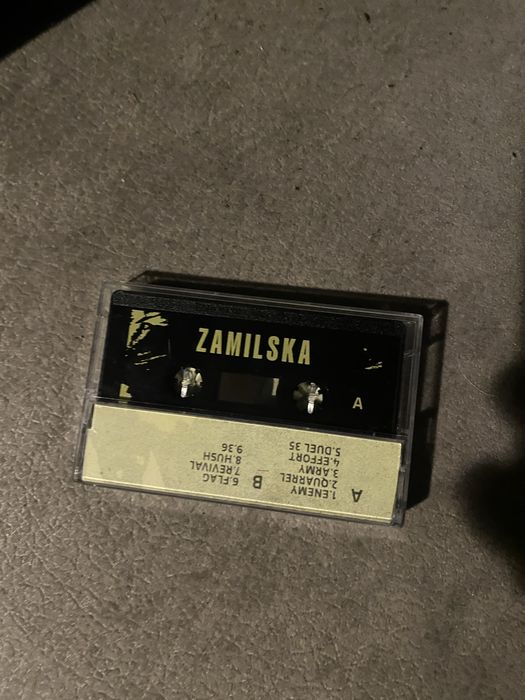 ZAMILSKA
A
A
1.ENEMY
2.QUARREL
3.ARMY
4.EFFORT
5.DUEL 35
B
6.FLAG
7.REVIVAL
8.HUSH
9.36